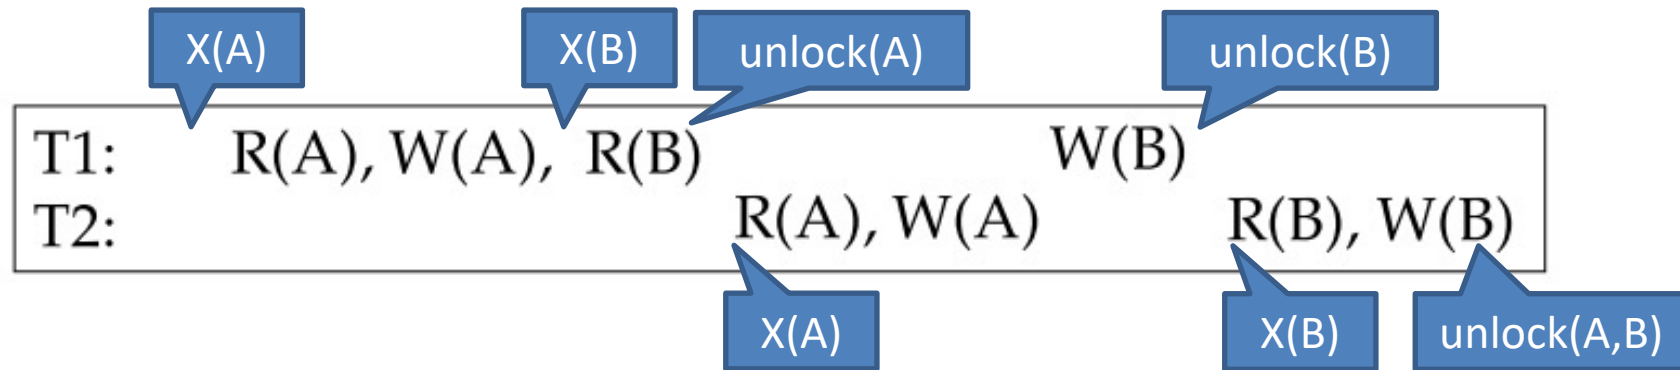 X(A) X(B) unlock(A) unlock(B)
T1: R(A), W(A), R(B) W(B)
T2: R(A), W(A) R(B), W(B)
X(A) X(B) unlock(A,B)